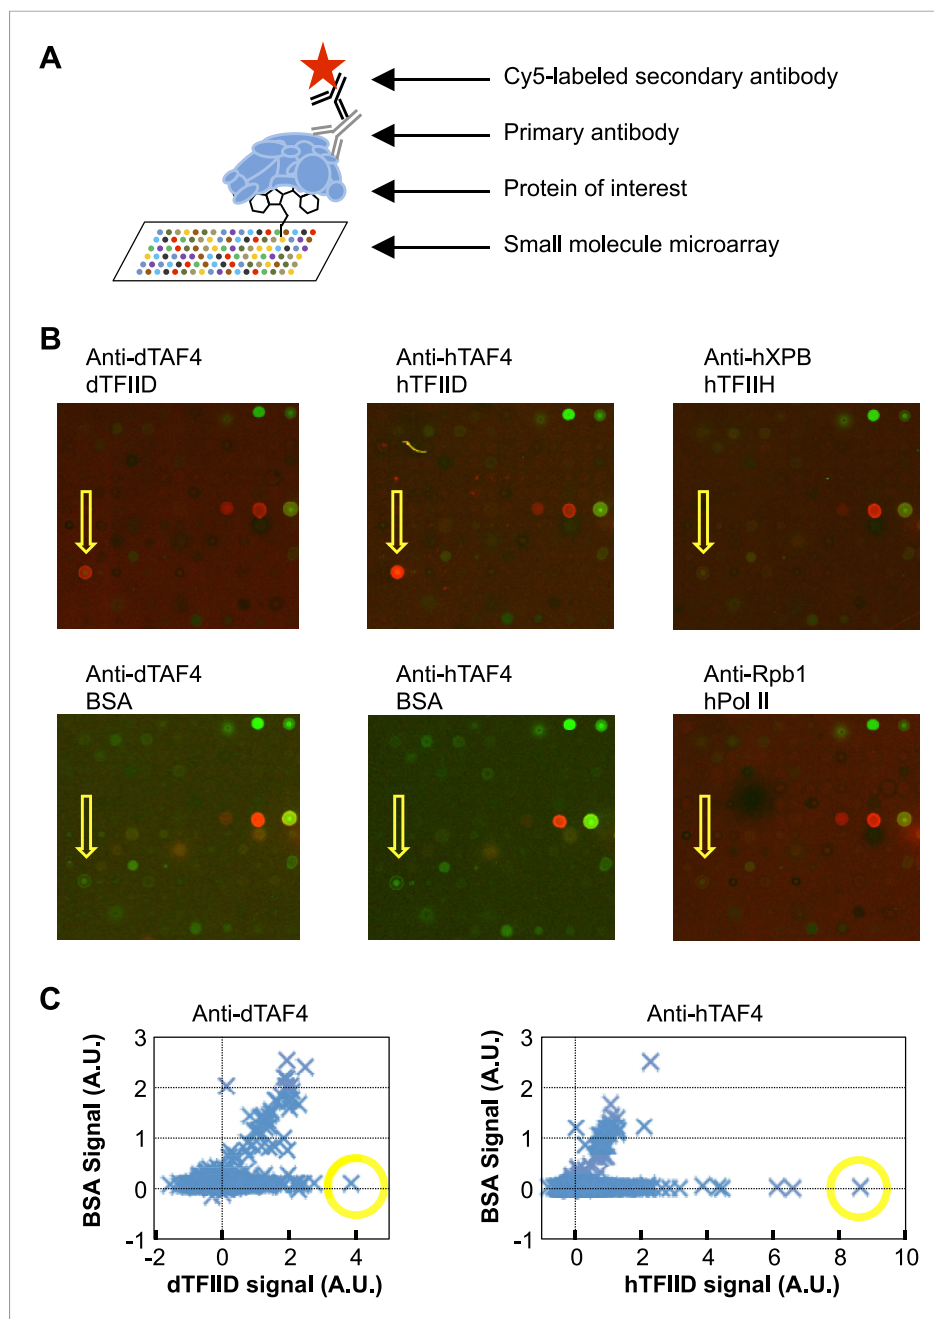 A
Cy5-labeled secondary antibody
Primary antibody
Protein of interest
Small molecule microarray
B
Anti-dTAF4
dTFIID
Anti-hTAF4
hTFIID
Anti-hXPB
hTFIIH
Anti-dTAF4
BSA
Anti-hTAF4
BSA
Anti-Rpb1
hPol II
C
Anti-dTAF4
BSA Signal (A.U.)
3
2
1
0
-1
-2
0
2
4
dTFIID signal (A.U.)
Anti-hTAF4
BSA Signal (A.U.)
3
2
1
0
-1
0
2
4
6
8
10
hTFIID signal (A.U.)